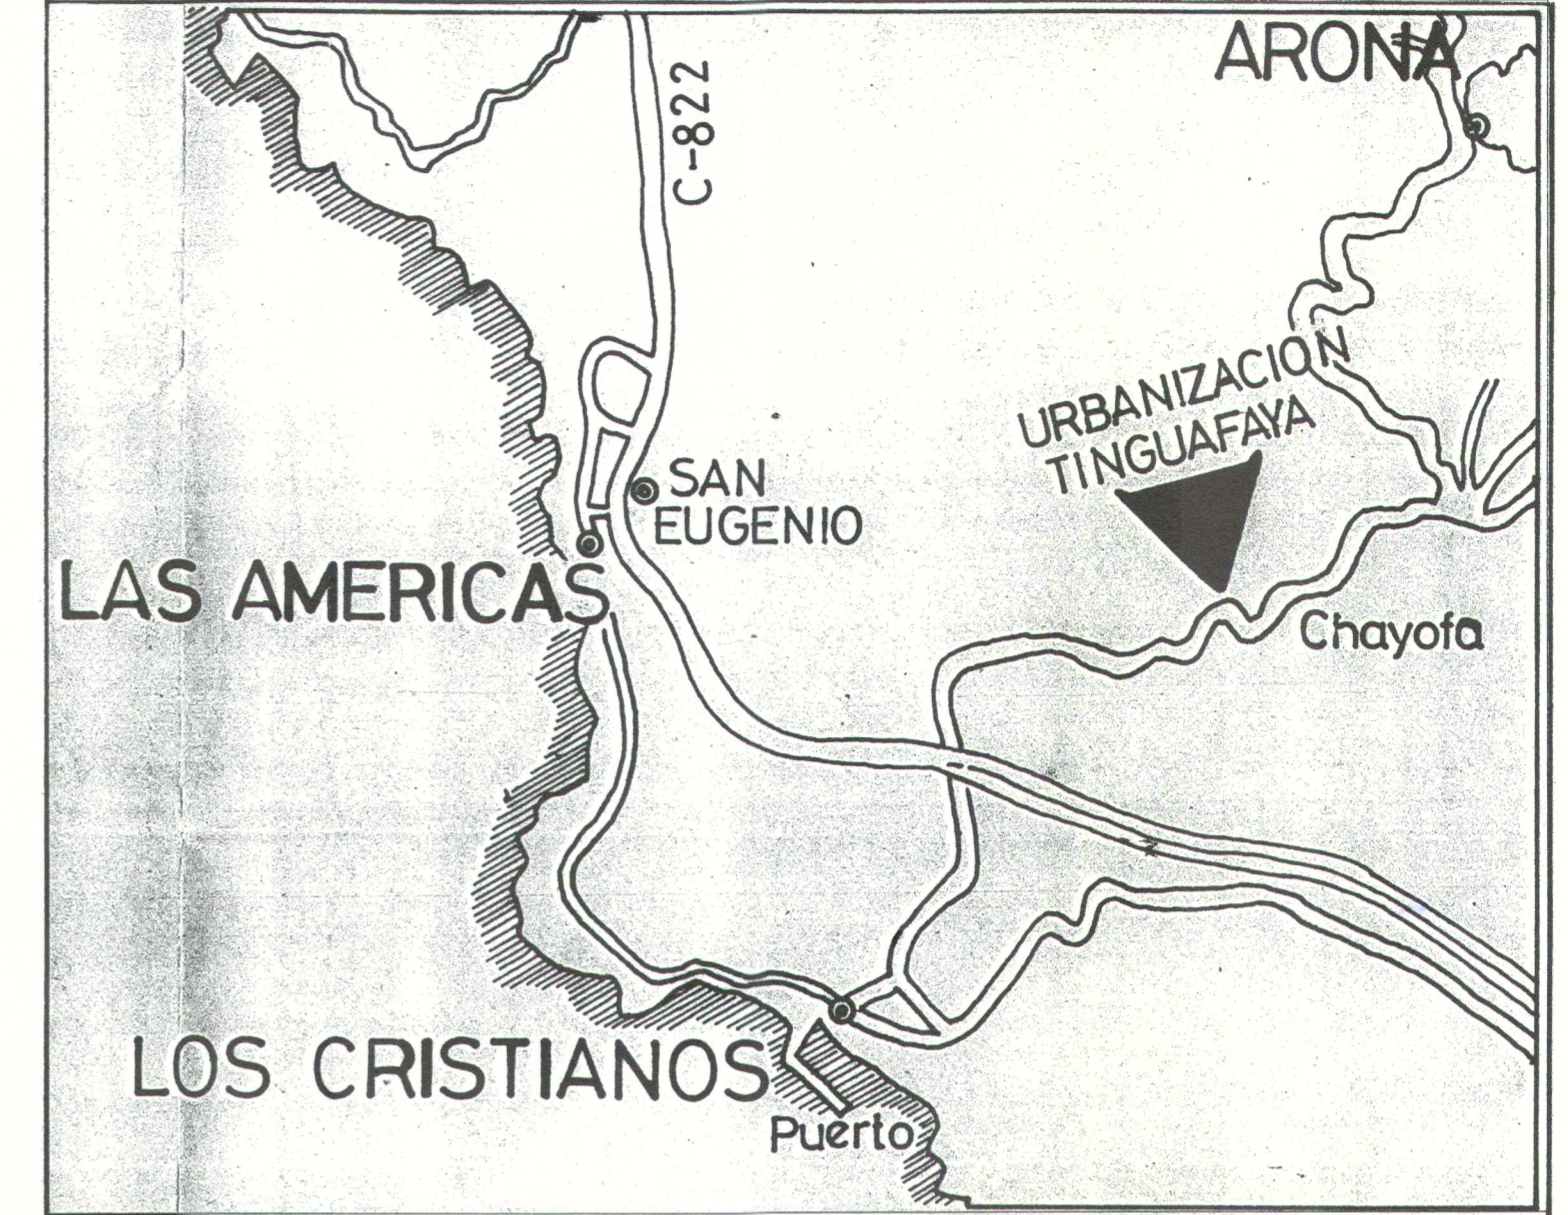 ARONA
C-822
URBANIZACION
TINGUAFAYA
SAN
EUGENIO
LAS AMERICAS
Chayofa
LOS CRISTIANOS
Puerto